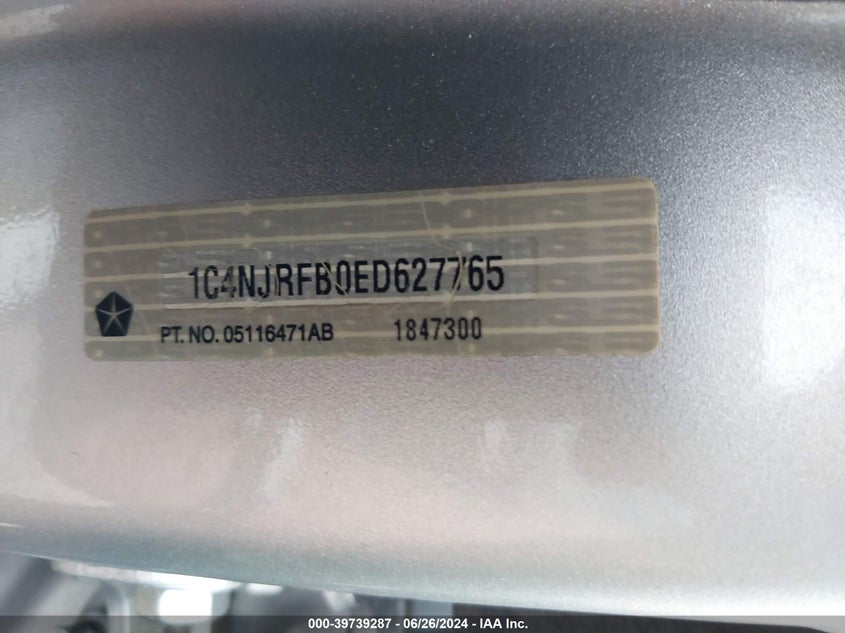 1C4NJRFB0ED627765
PT. NO. 05116471AB 1847300
000-39739287 - 06/26/2024 - IAA Inc.